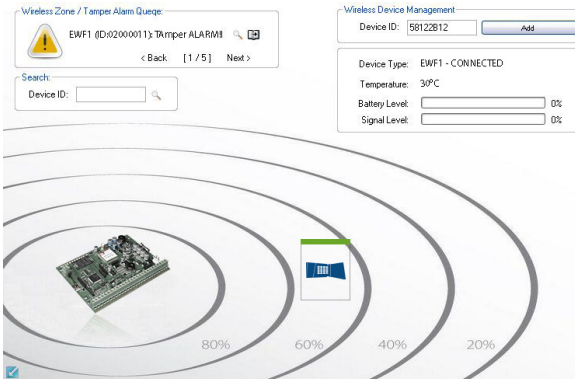 Wireless Zone / Tamper Alarm Queqe:
EWF1 (ID:02000011): TAmper ALARM!!
< Back [1 / 5] Next >
Search:
Device ID:
Wireless Device Management
Device ID: 58122B12 Add
Device Type: EWF1 - CONNECTED
Temperature: 30°C
Battery Level: 0%
Signal Level: 0%
80% 60% 40% 20%